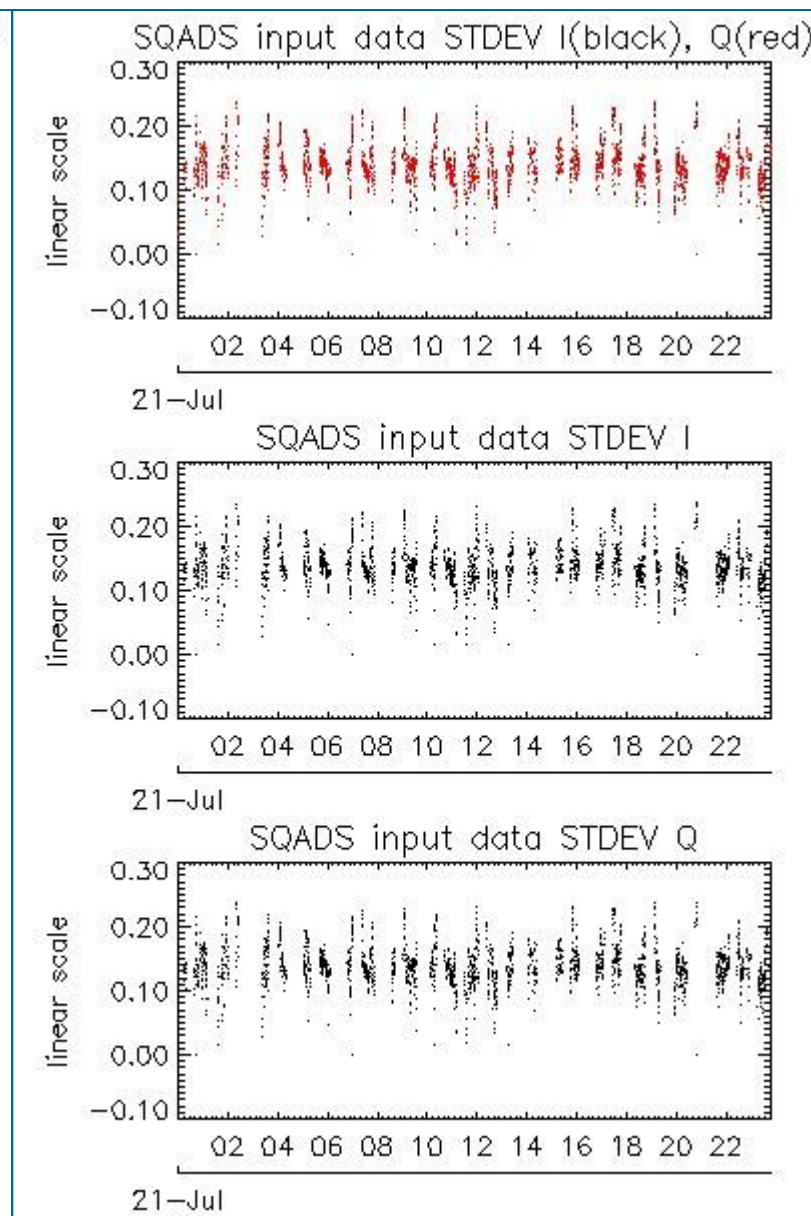 SQADS input data STDEV I(black), Q(red)
0.30
0.20
0.10
0.00
-0.10
linear scale
02 04 06 08 10 12 14 16 18 20 22
21-Jul
SQADS input data STDEV I
0.30
0.20
0.10
0.00
-0.10
linear scale
02 04 06 08 10 12 14 16 18 20 22
21-Jul
SQADS input data STDEV Q
0.30
0.20
0.10
0.00
-0.10
linear scale
02 04 06 08 10 12 14 16 18 20 22
21-Jul